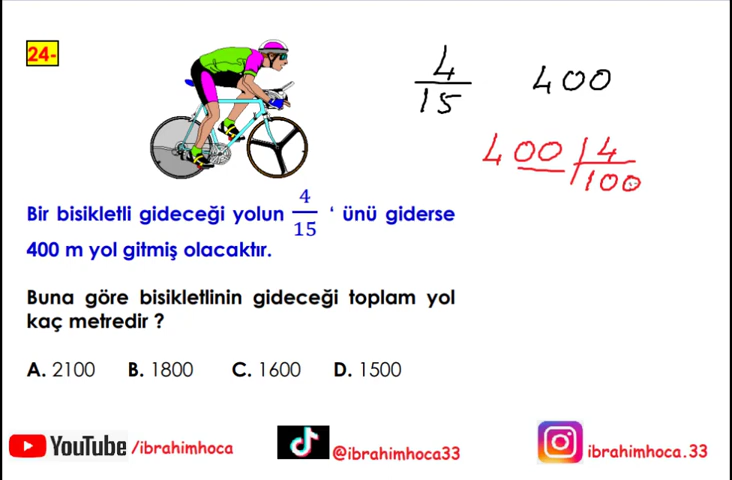 24-
4/15 400
400 | 4
100
Bir bisikletli gideceği yolun 4/15 ' ünü giderse
400 m yol gitmiş olacaktır.
Buna göre bisikletlinin gideceği toplam yol
kaç metredir ?
A. 2100 B. 1800 C. 1600 D. 1500
YouTube /ibrahimhoca
@ibrahimhoca33
ibrahimhoca.33